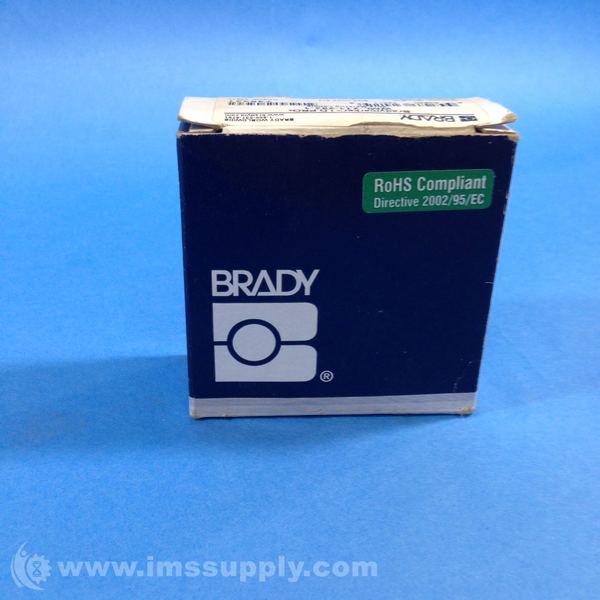 BRADY
RoHS Compliant
Directive 2002/95/EC
BRADY
®
www.imssupply.com